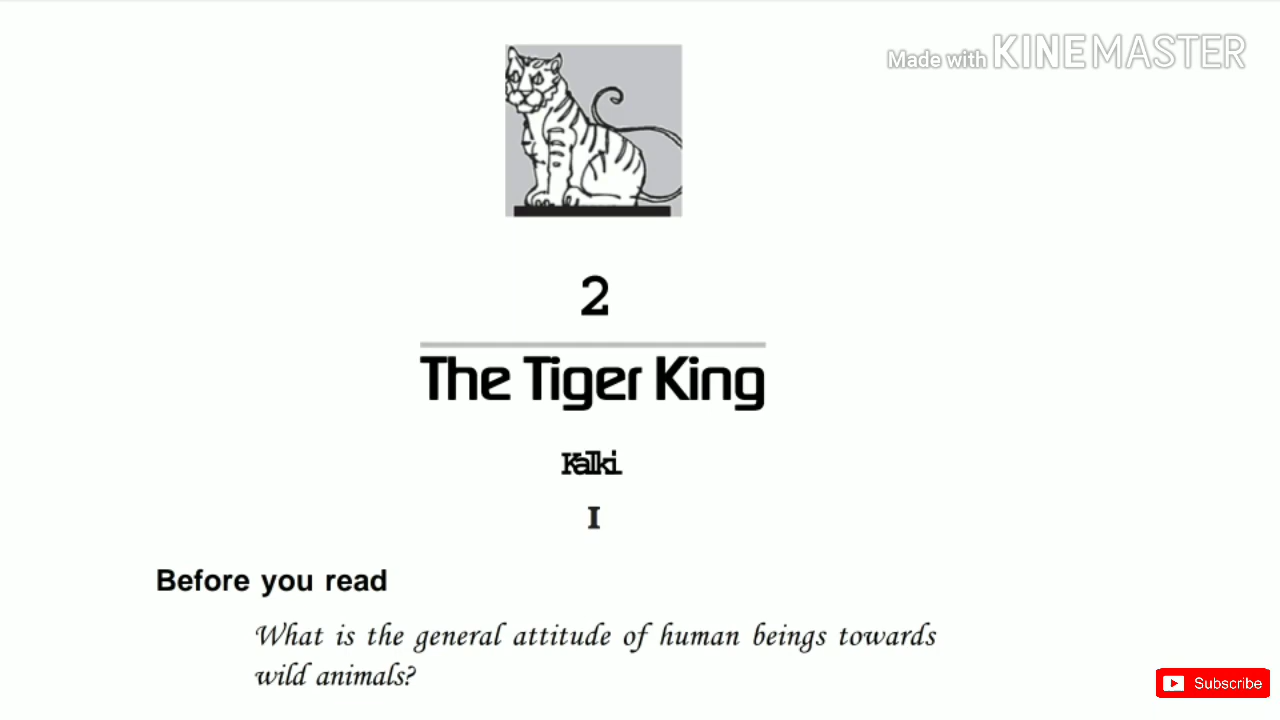 Made with KINEMASTER
2
The Tiger King
Kalki
I
Before you read
What is the general attitude of human beings towards
wild animals?
Subscribe